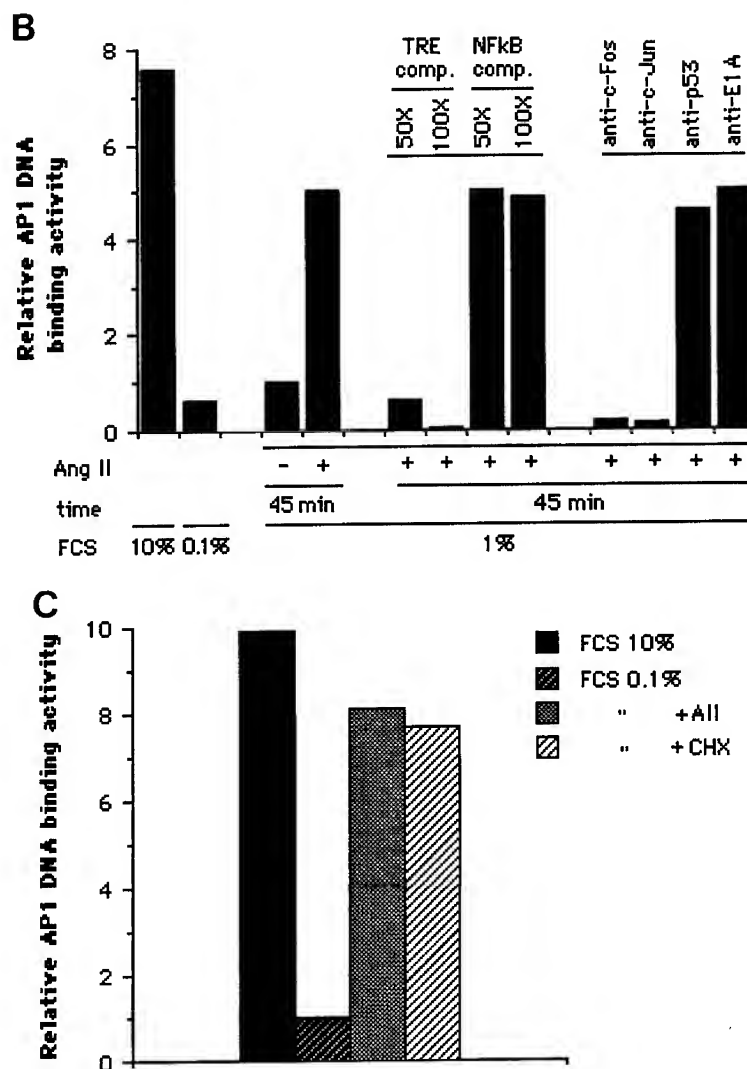 B
TRE NFkB
comp. comp.
50X 100X 50X 100X
anti-c-Fos anti-c-Jun anti-p53 anti-E1A
Relative AP1 DNA
binding activity
8
6
4
2
0
Ang II - + + + + + + + + +
time 45 min 45 min
FCS 10% 0.1% 1%
C
Relative AP1 DNA binding activity
10
8
6
4
2
0
FCS 10%
FCS 0.1%
" +AII
" +CHX